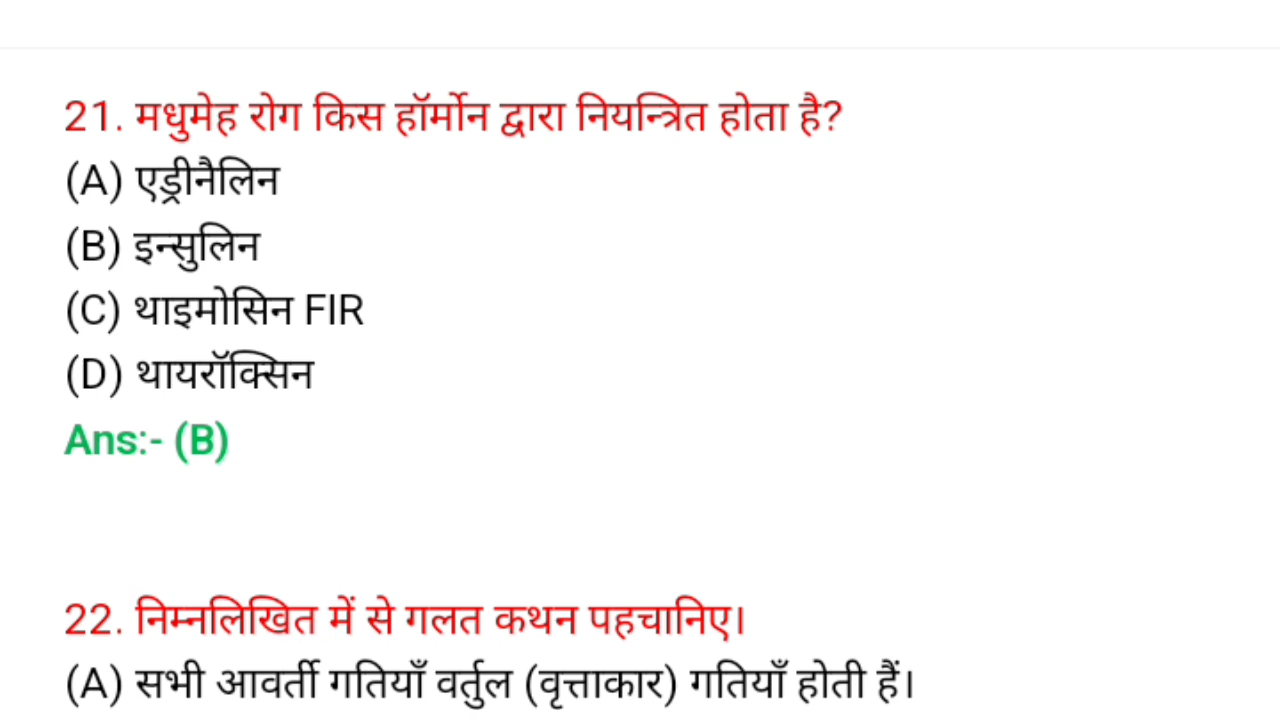 21. मधुमेह रोग किस हॉर्मोन द्वारा नियन्त्रित होता है?
(A) एड्रीनैलिन
(B) इन्सुलिन
(C) थाइमोसिन FIR
(D) थायरॉक्सिन
Ans:- (B)
22. निम्नलिखित में से गलत कथन पहचानिए।
(A) सभी आवर्ती गतियाँ वर्तुल (वृत्ताकार) गतियाँ होती हैं।